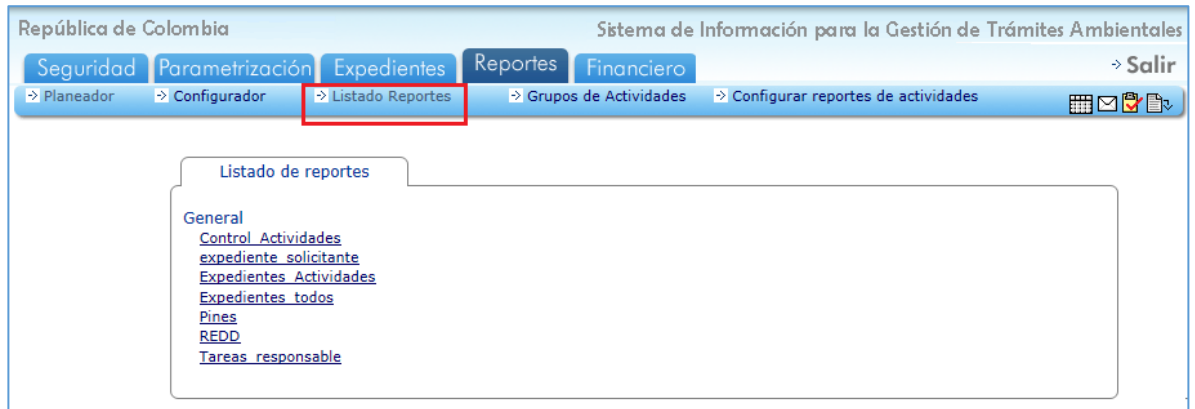 República de Colombia Sistema de Información para la Gestión de Trámites Ambientales
Seguridad Parametrización Expedientes Reportes Financiero Salir
Planeador Configurador Listado Reportes Grupos de Actividades Configurar reportes de actividades
Listado de reportes
General
Control_Actividades
expediente_solicitante
Expedientes_Actividades
Expedientes_todos
Pines
REDD
Tareas_responsable